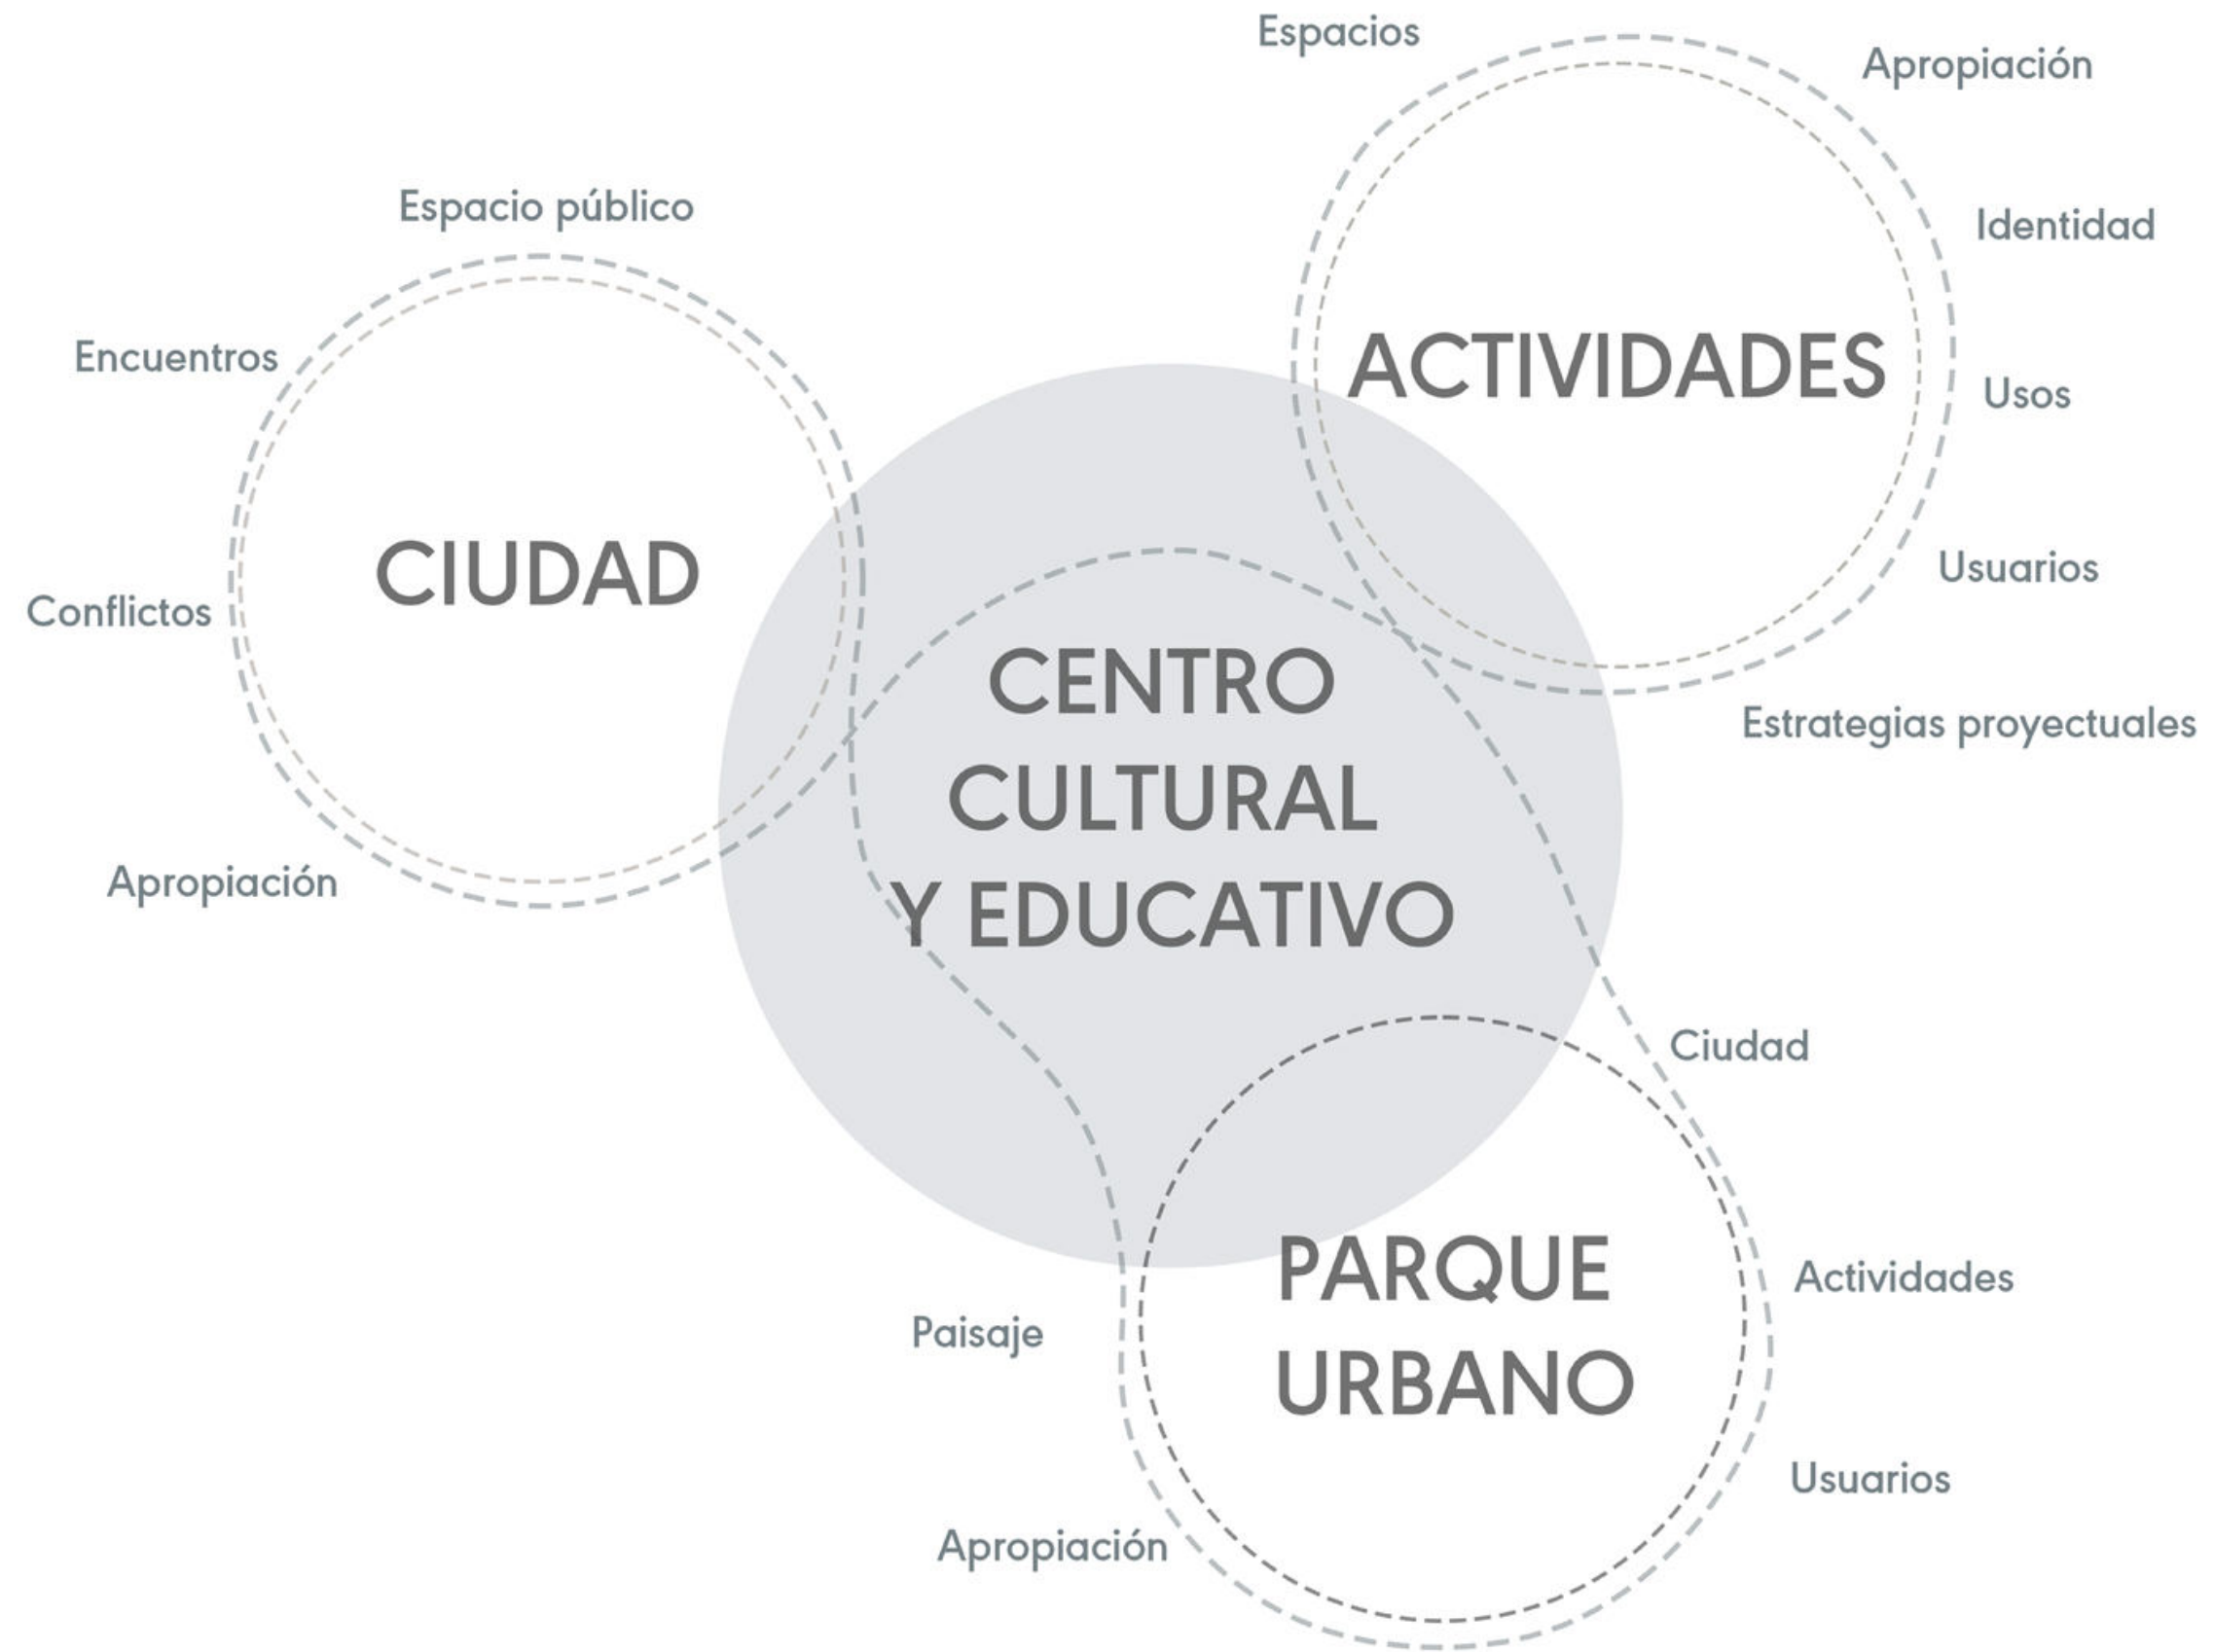 Espacios
Apropiación
Espacio público
Identidad
Encuentros
ACTIVIDADES
Usos
CIUDAD
Usuarios
Conflictos
CENTRO
CULTURAL
Y EDUCATIVO
Estrategias proyectuales
Apropiación
Ciudad
PARQUE
URBANO
Actividades
Paisaje
Usuarios
Apropiación